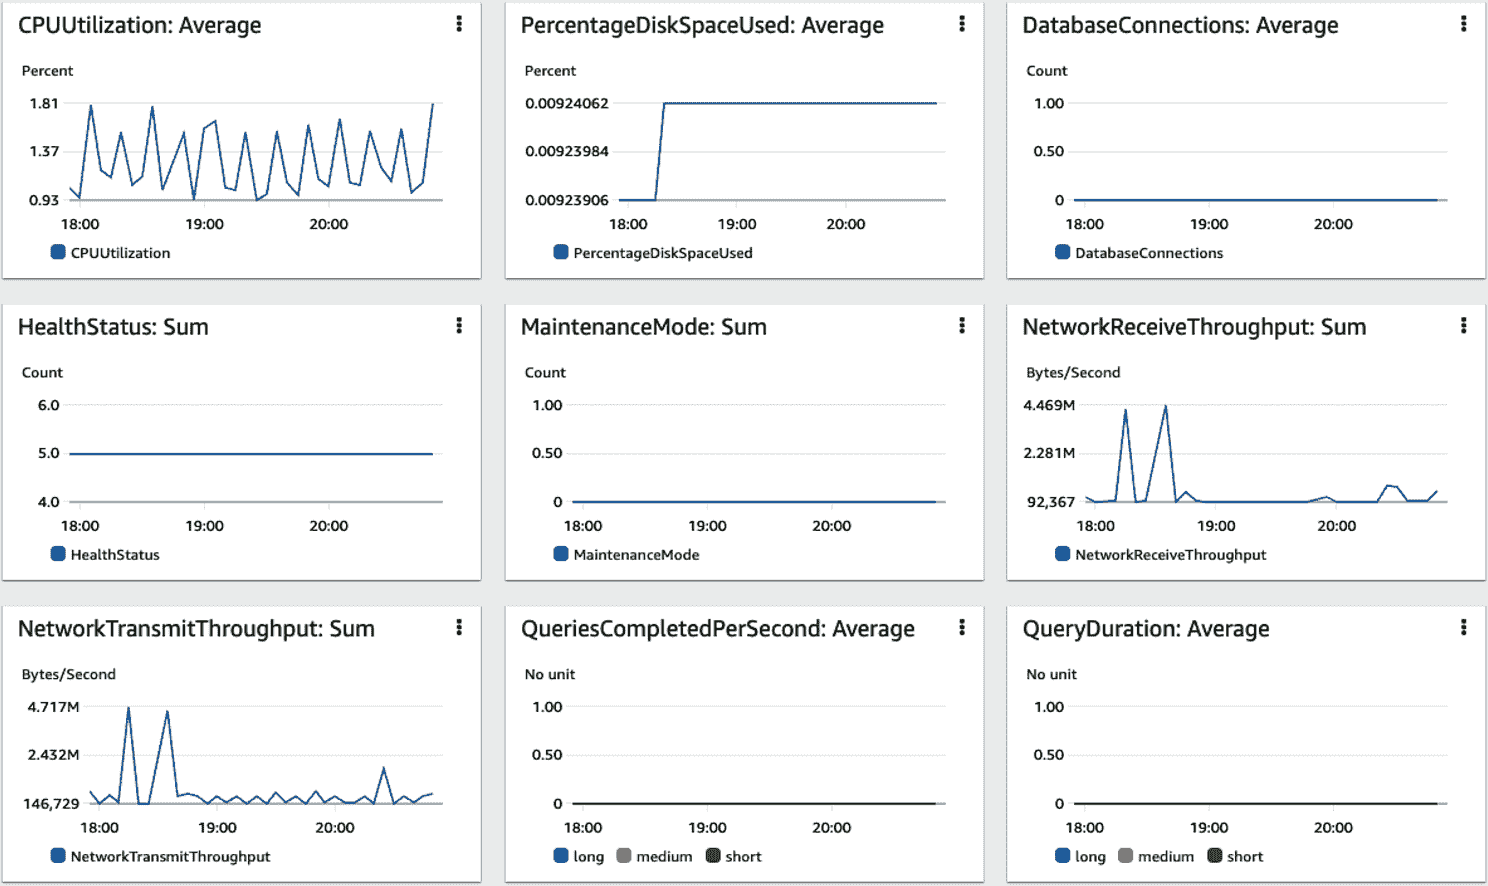 CPUUtilization: Average
Percent
1.81
1.37
0.93
18:00 19:00 20:00
CPUUtilization
PercentageDiskSpaceUsed: Average
Percent
0.00924062
0.00923984
0.00923906
18:00 19:00 20:00
PercentageDiskSpaceUsed
DatabaseConnections: Average
Count
1.00
0.50
0
18:00 19:00 20:00
DatabaseConnections
HealthStatus: Sum
Count
6.0
5.0
4.0
18:00 19:00 20:00
HealthStatus
MaintenanceMode: Sum
Count
1.00
0.50
0
18:00 19:00 20:00
MaintenanceMode
NetworkReceiveThroughput: Sum
Bytes/Second
4.469M
2.281M
92,367
18:00 19:00 20:00
NetworkReceiveThroughput
NetworkTransmitThroughput: Sum
Bytes/Second
4.717M
2.432M
146,729
18:00 19:00 20:00
NetworkTransmitThroughput
QueriesCompletedPerSecond: Average
No unit
1.00
0.50
0
18:00 19:00 20:00
long medium short
QueryDuration: Average
No unit
1.00
0.50
0
18:00 19:00 20:00
long medium short